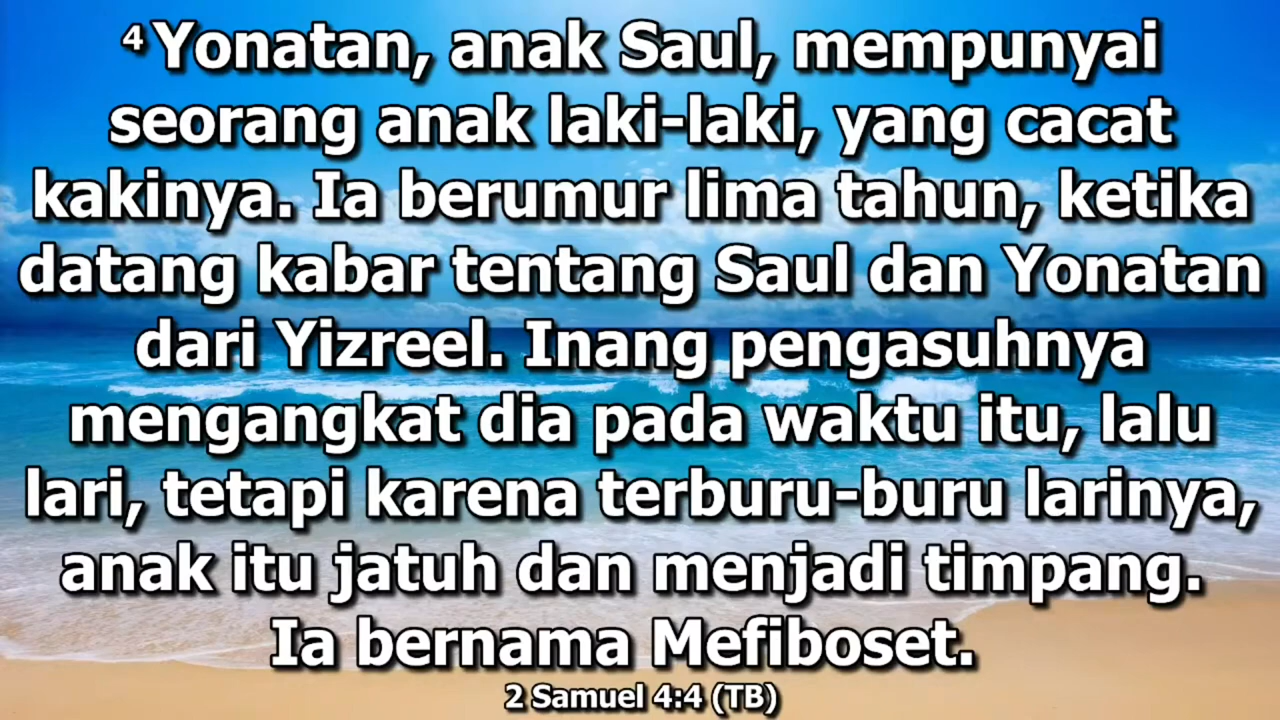 4 Yonatan, anak Saul, mempunyai
seorang anak laki-laki, yang cacat
kakinya. Ia berumur lima tahun, ketika
datang kabar tentang Saul dan Yonatan
dari Yizreel. Inang pengasuhnya
mengangkat dia pada waktu itu, lalu
lari, tetapi karena terburu-buru larinya,
anak itu jatuh dan menjadi timpang.
Ia bernama Mefiboset.
2 Samuel 4:4 (TB)